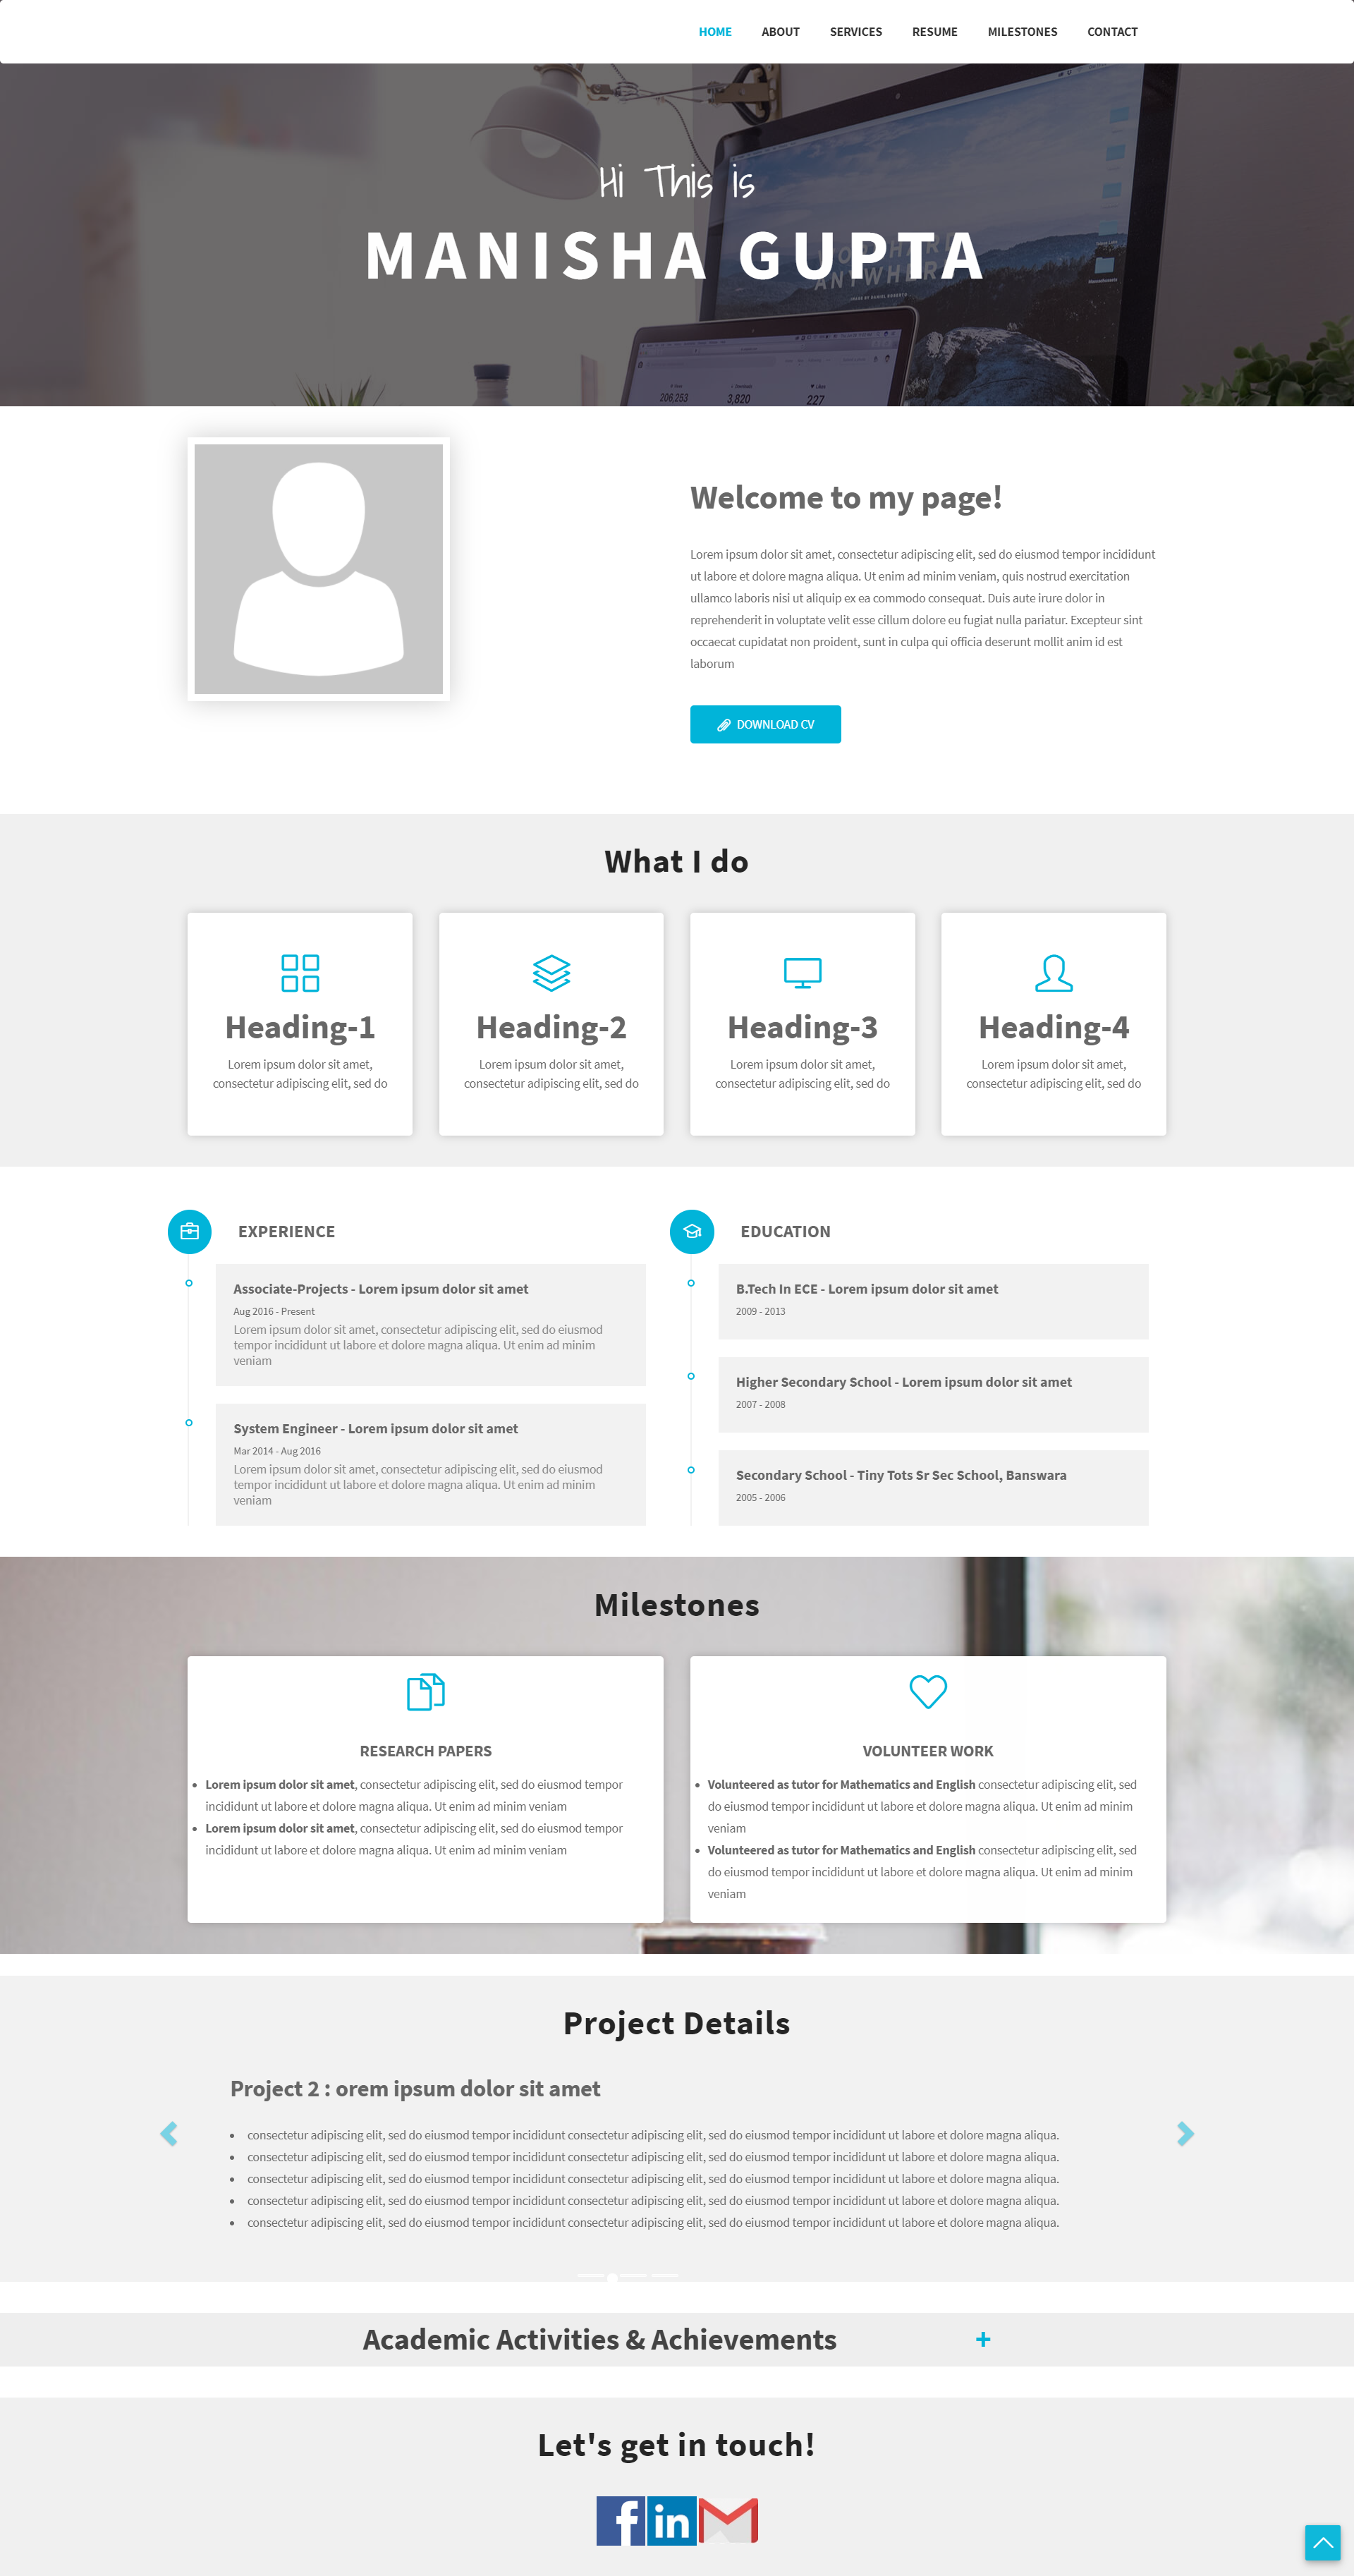 HOME ABOUT SERVICES RESUME MILESTONES CONTACT
Hi This is
MANISHA GUPTA
206,253 3,820 227
Welcome to my page!
Lorem ipsum dolor sit amet, consectetur adipiscing elit, sed do eiusmod tempor incididunt
ut labore et dolore magna aliqua. Ut enim ad minim veniam, quis nostrud exercitation
ullamco laboris nisi ut aliquip ex ea commodo consequat. Duis aute irure dolor in
reprehenderit in voluptate velit esse cillum dolore eu fugiat nulla pariatur. Excepteur sint
occaecat cupidatat non proident, sunt in culpa qui officia deserunt mollit anim id est
laborum
DOWNLOAD CV
What I do
Heading-1
Lorem ipsum dolor sit amet,
consectetur adipiscing elit, sed do
Heading-2
Lorem ipsum dolor sit amet,
consectetur adipiscing elit, sed do
Heading-3
Lorem ipsum dolor sit amet,
consectetur adipiscing elit, sed do
Heading-4
Lorem ipsum dolor sit amet,
consectetur adipiscing elit, sed do
EXPERIENCE
Associate-Projects - Lorem ipsum dolor sit amet
Aug 2016 - Present
Lorem ipsum dolor sit amet, consectetur adipiscing elit, sed do eiusmod
tempor incididunt ut labore et dolore magna aliqua. Ut enim ad minim
veniam
System Engineer - Lorem ipsum dolor sit amet
Mar 2014 - Aug 2016
Lorem ipsum dolor sit amet, consectetur adipiscing elit, sed do eiusmod
tempor incididunt ut labore et dolore magna aliqua. Ut enim ad minim
veniam
EDUCATION
B.Tech In ECE - Lorem ipsum dolor sit amet
2009 - 2013
Higher Secondary School - Lorem ipsum dolor sit amet
2007 - 2008
Secondary School - Tiny Tots Sr Sec School, Banswara
2005 - 2006
Milestones
RESEARCH PAPERS
• Lorem ipsum dolor sit amet, consectetur adipiscing elit, sed do eiusmod tempor
incididunt ut labore et dolore magna aliqua. Ut enim ad minim veniam
• Lorem ipsum dolor sit amet, consectetur adipiscing elit, sed do eiusmod tempor
incididunt ut labore et dolore magna aliqua. Ut enim ad minim veniam
VOLUNTEER WORK
• Volunteered as tutor for Mathematics and English consectetur adipiscing elit, sed
do eiusmod tempor incididunt ut labore et dolore magna aliqua. Ut enim ad minim
veniam
• Volunteered as tutor for Mathematics and English consectetur adipiscing elit, sed
do eiusmod tempor incididunt ut labore et dolore magna aliqua. Ut enim ad minim
veniam
Project Details
Project 2 : orem ipsum dolor sit amet
• consectetur adipiscing elit, sed do eiusmod tempor incididunt consectetur adipiscing elit, sed do eiusmod tempor incididunt ut labore et dolore magna aliqua.
• consectetur adipiscing elit, sed do eiusmod tempor incididunt consectetur adipiscing elit, sed do eiusmod tempor incididunt ut labore et dolore magna aliqua.
• consectetur adipiscing elit, sed do eiusmod tempor incididunt consectetur adipiscing elit, sed do eiusmod tempor incididunt ut labore et dolore magna aliqua.
• consectetur adipiscing elit, sed do eiusmod tempor incididunt consectetur adipiscing elit, sed do eiusmod tempor incididunt ut labore et dolore magna aliqua.
• consectetur adipiscing elit, sed do eiusmod tempor incididunt consectetur adipiscing elit, sed do eiusmod tempor incididunt ut labore et dolore magna aliqua.
Academic Activities & Achievements +
Let's get in touch!
f in M